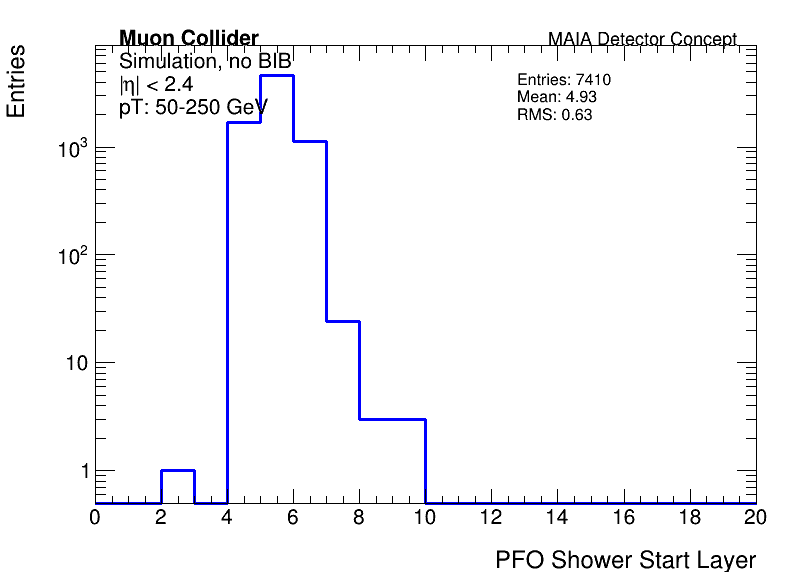 Muon Collider
MAIA Detector Concept
Simulation, no BIB
|η| < 2.4
pT: 50-250 GeV
Entries: 7410
Mean: 4.93
RMS: 0.63
Entries
10³
10²
10
1
0 2 4 6 8 10 12 14 16 18 20
PFO Shower Start Layer